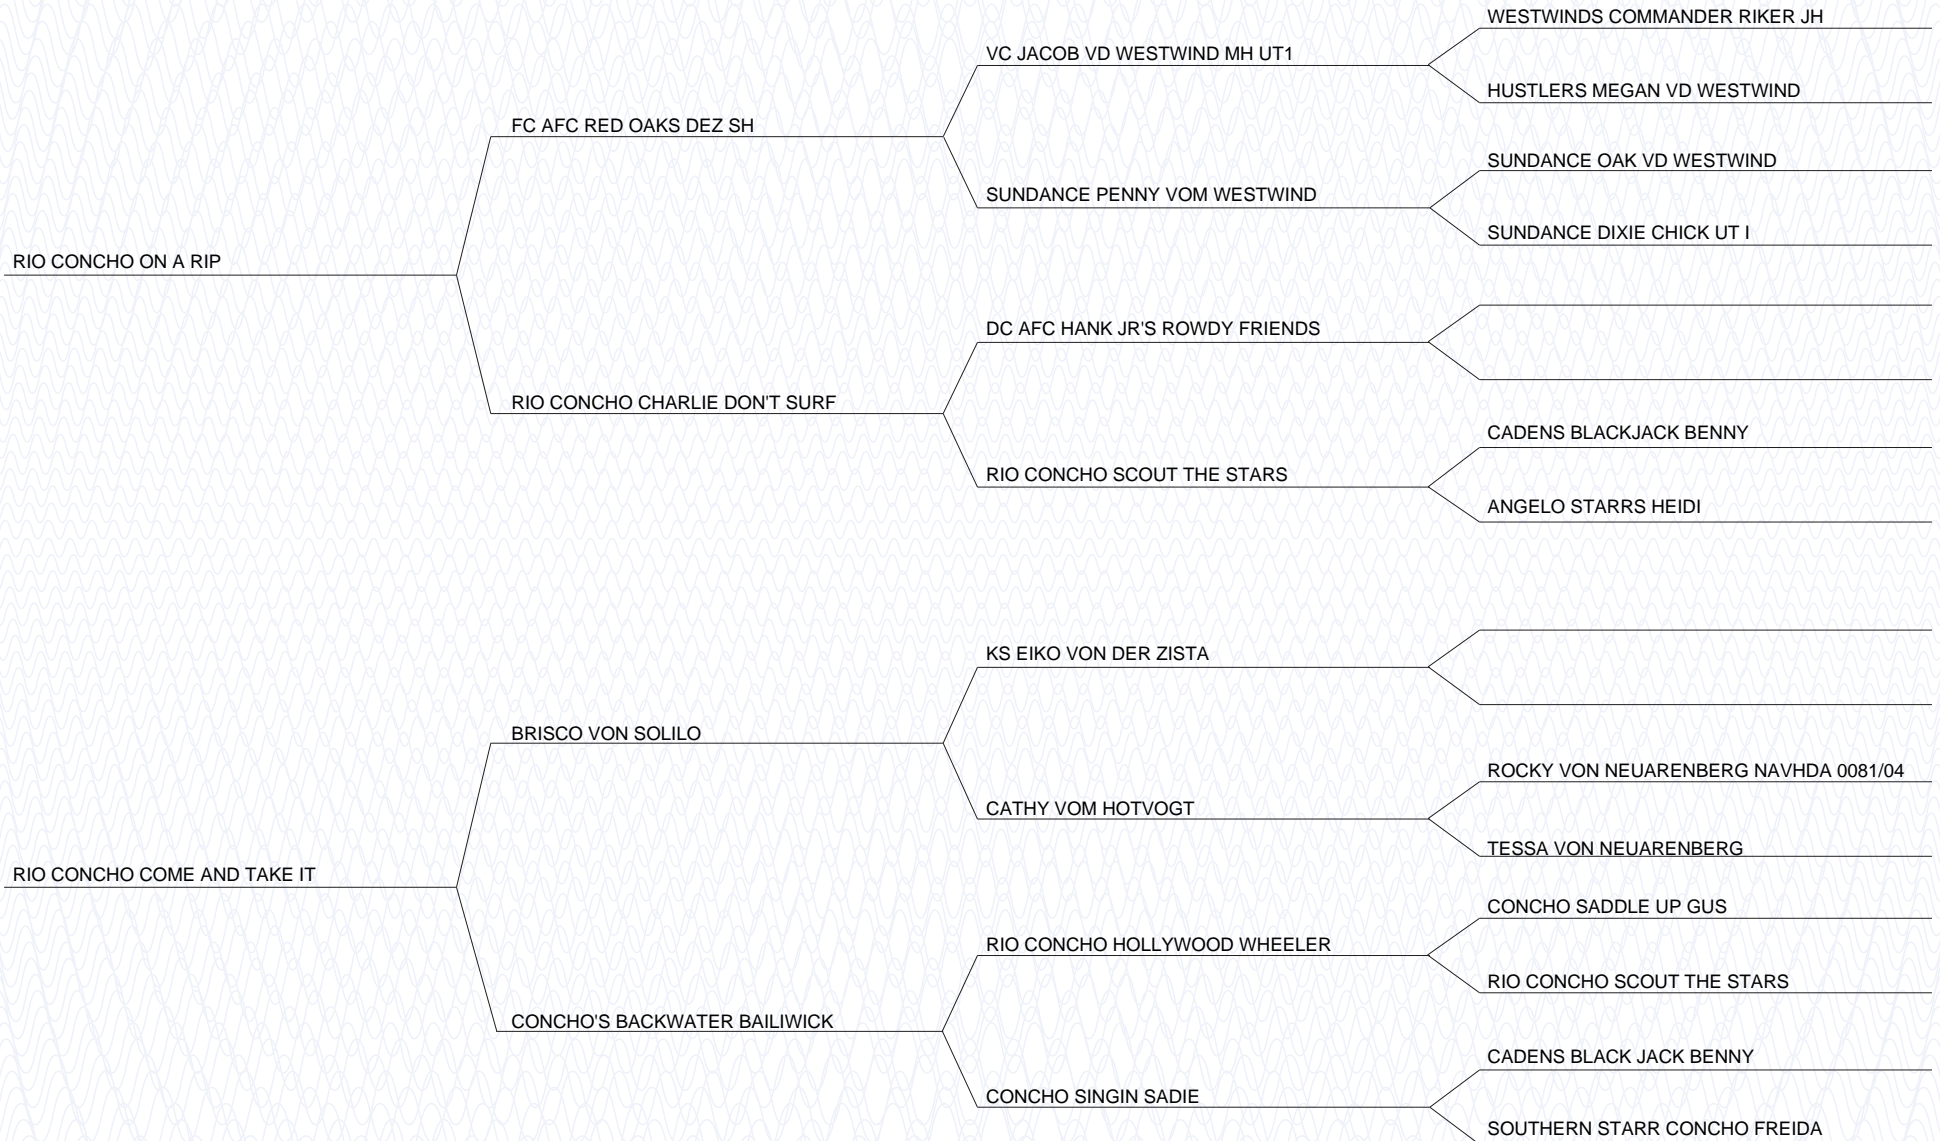 WESTWINDS COMMANDER RIKER JH
VC JACOB VD WESTWIND MH UT1
HUSTLERS MEGAN VD WESTWIND
FC AFC RED OAKS DEZ SH
SUNDANCE OAK VD WESTWIND
SUNDANCE PENNY VOM WESTWIND
SUNDANCE DIXIE CHICK UT I
RIO CONCHO ON A RIP
DC AFC HANK JR'S ROWDY FRIENDS
RIO CONCHO CHARLIE DON'T SURF
CADENS BLACKJACK BENNY
RIO CONCHO SCOUT THE STARS
ANGELO STARRS HEIDI
KS EIKO VON DER ZISTA
BRISCO VON SOLILO
ROCKY VON NEUARENBERG NAVHDA 0081/04
CATHY VOM HOTVOGT
TESSA VON NEUARENBERG
RIO CONCHO COME AND TAKE IT
CONCHO SADDLE UP GUS
RIO CONCHO HOLLYWOOD WHEELER
RIO CONCHO SCOUT THE STARS
CONCHO'S BACKWATER BAILIWICK
CADENS BLACK JACK BENNY
CONCHO SINGIN SADIE
SOUTHERN STARR CONCHO FREIDA